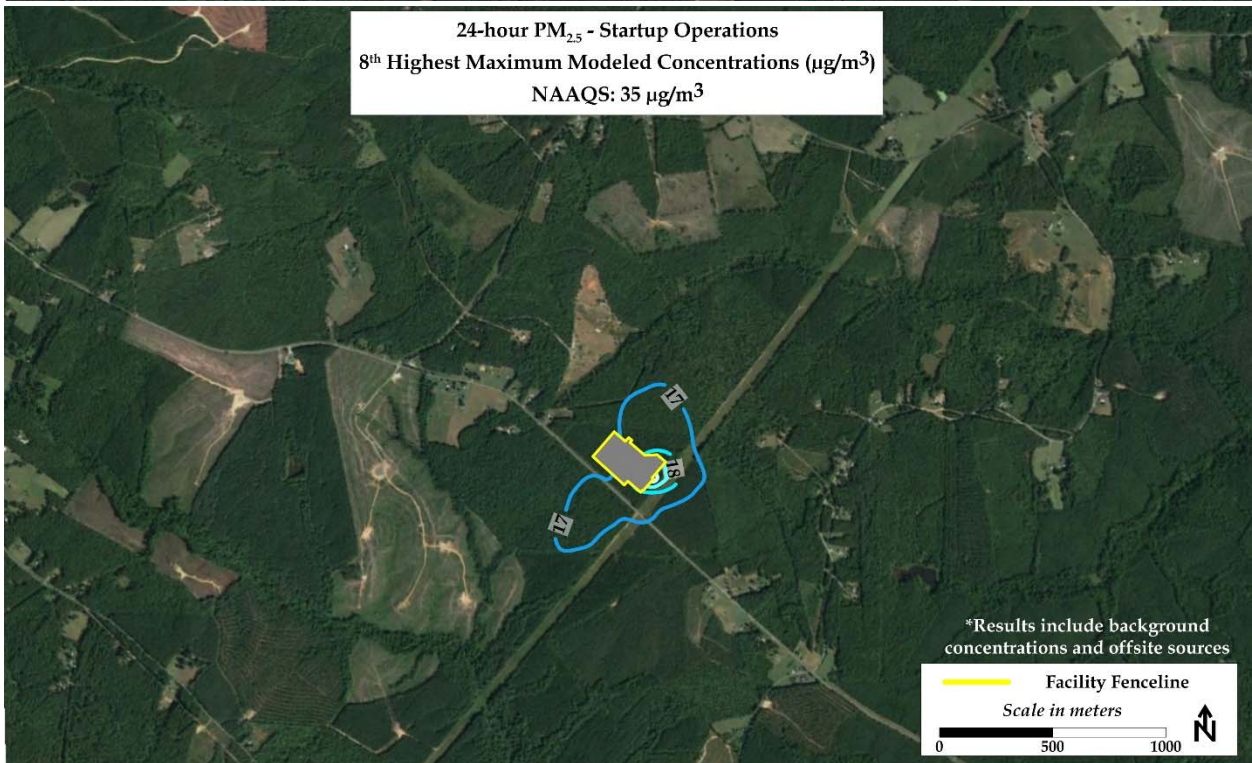 24-hour PM2.5 - Startup Operations
8th Highest Maximum Modeled Concentrations (µg/m3)
NAAQS: 35 µg/m3
17
18
17
*Results include background
concentrations and offsite sources
Facility Fenceline
Scale in meters
0 500 1000
N